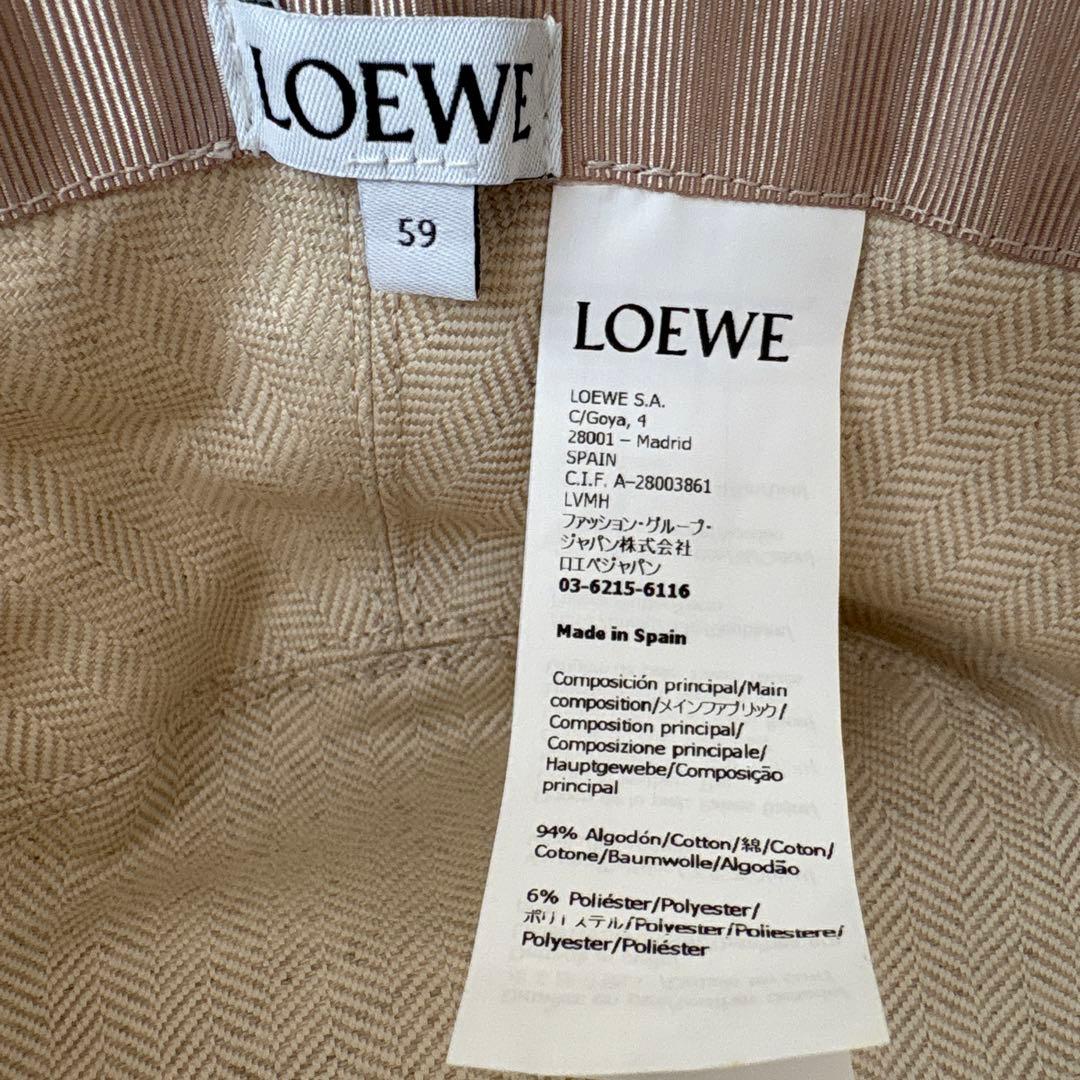 LOEWE
59
LOEWE
LOEWE S.A.
C/Goya, 4
28001 – Madrid
SPAIN
C.I.F. A–28003861
LVMH
ファッション・グループ・
ジャパン株式会社
ロエベジャパン
03-6215-6116
Made in Spain
Composición principal/Main
composition/メインファブリック/
Composition principal/
Composizione principale/
Hauptgewebe/Composição
principal
94% Algodón/Cotton/綿/Coton/
Cotone/Baumwolle/Algodão
6% Poliéster/Polyester/
ポリエステル/Polyester/Poliestere/
Polyester/Poliéster